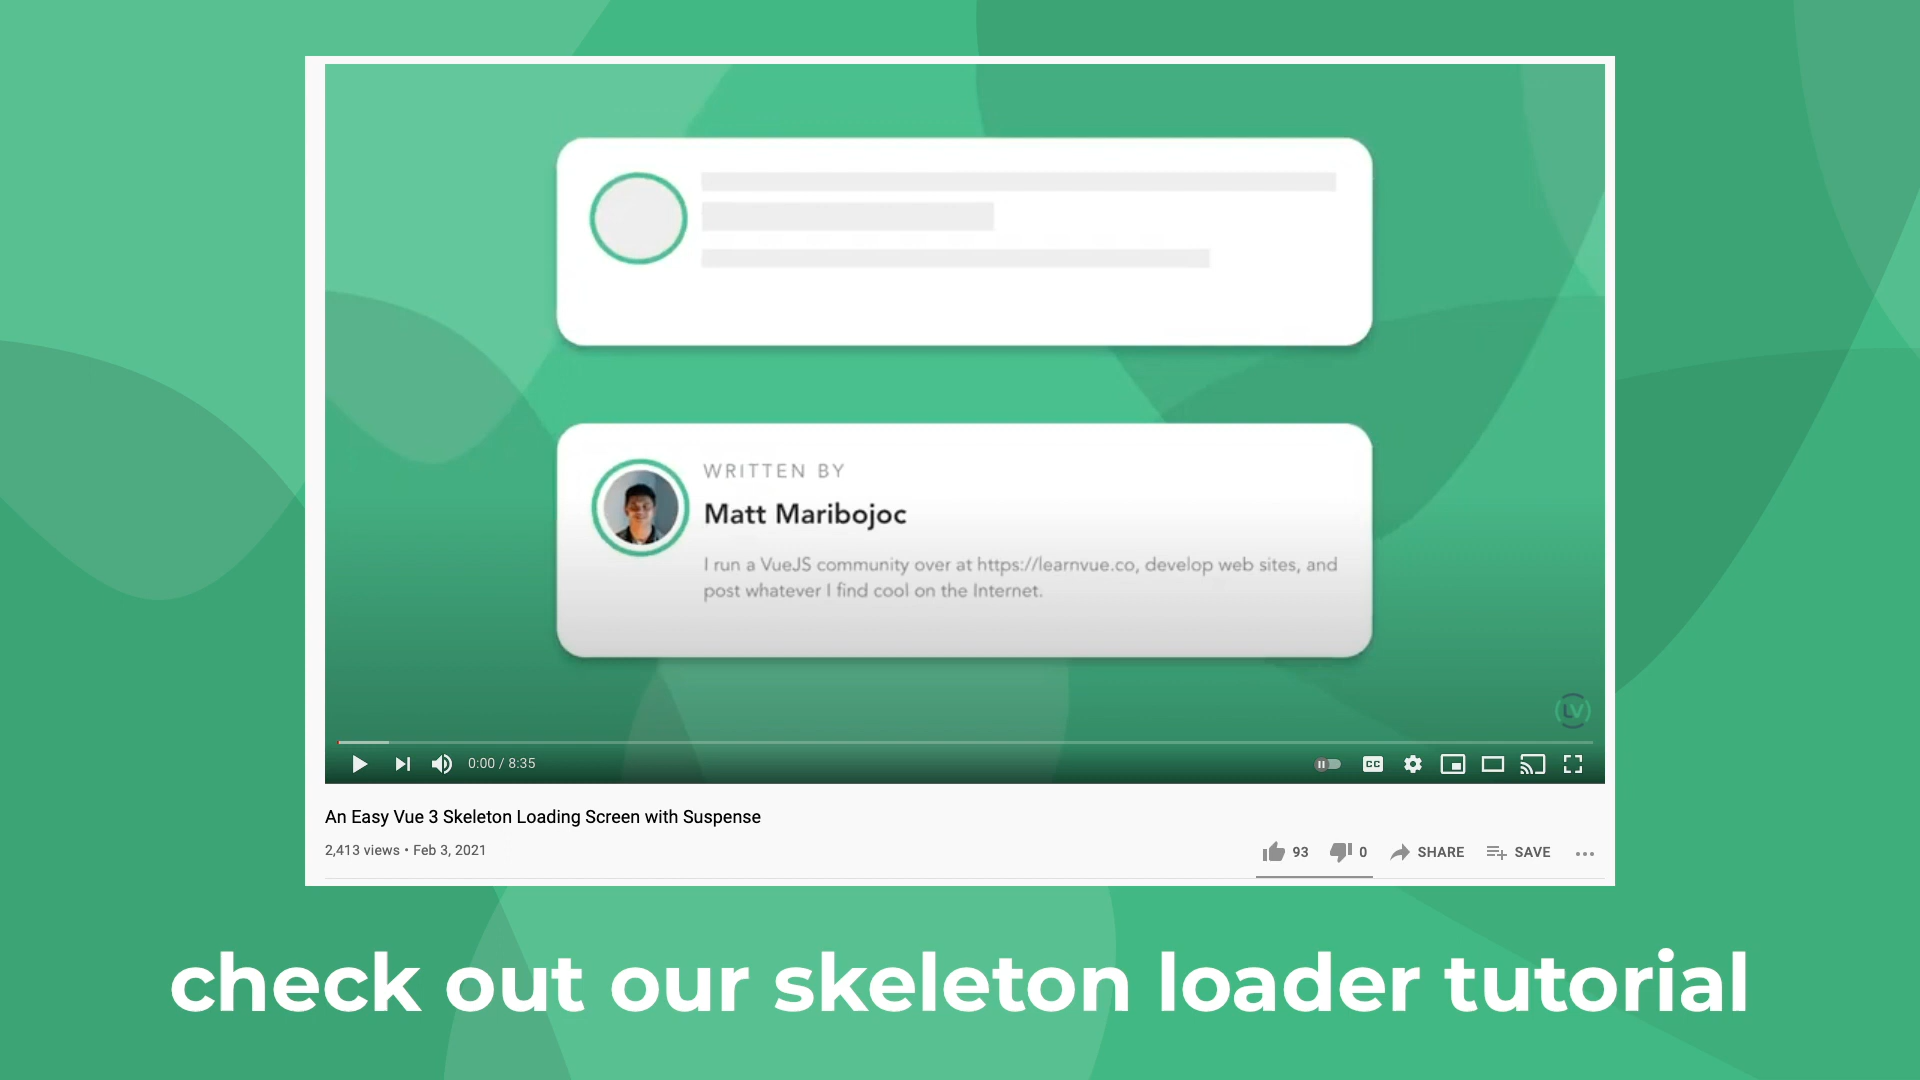 WRITTEN BY
Matt Maribojoc
I run a VueJS community over at https://learnvue.co, develop web sites, and
post whatever I find cool on the Internet.
LV
0:00 / 8:35
CC
An Easy Vue 3 Skeleton Loading Screen with Suspense
2,413 views • Feb 3, 2021
93 0 SHARE SAVE
check out our skeleton loader tutorial